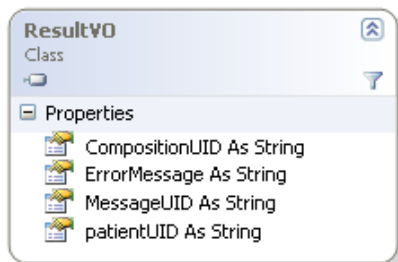 ResultVO
Class
Properties
CompositionUID As String
ErrorMessage As String
MessageUID As String
patientUID As String